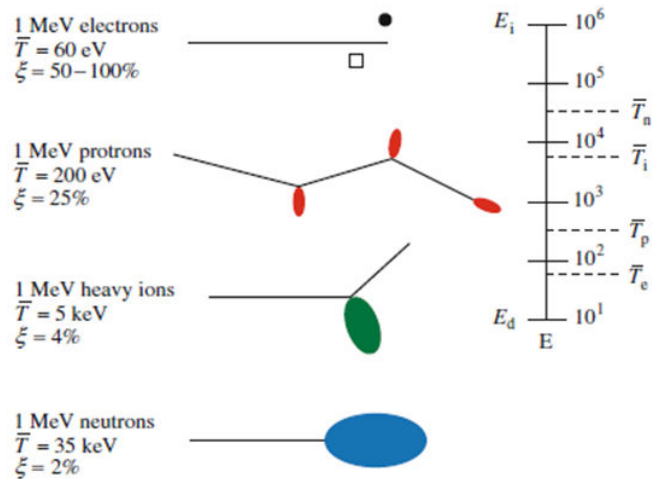 1 MeV electrons
T̄ = 60 eV
ξ = 50–100%
1 MeV protrons
T̄ = 200 eV
ξ = 25%
1 MeV heavy ions
T̄ = 5 keV
ξ = 4%
1 MeV neutrons
T̄ = 35 keV
ξ = 2%
Eᵢ 10⁶
10⁵
T̄ₙ
10⁴
T̄ᵢ
10³
T̄ₚ
10²
T̄ₑ
E_d 10¹
E